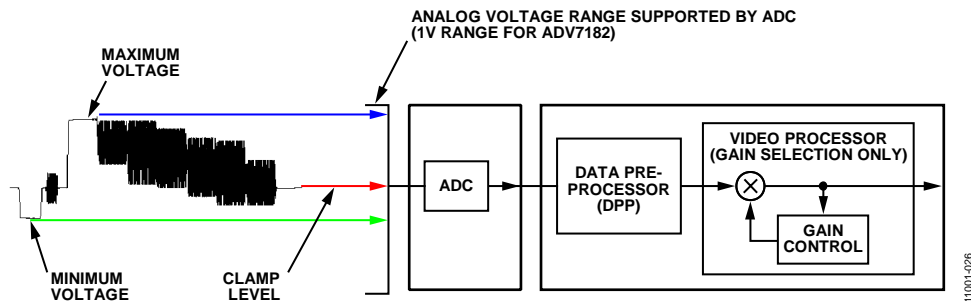 ANALOG VOLTAGE RANGE SUPPORTED BY ADC
(1V RANGE FOR ADV7182)
MAXIMUM
VOLTAGE
VIDEO PROCESSOR
(GAIN SELECTION ONLY)
ADC
DATA PRE-
PROCESSOR
(DPP)
GAIN
CONTROL
MINIMUM
VOLTAGE
CLAMP
LEVEL
11001-026